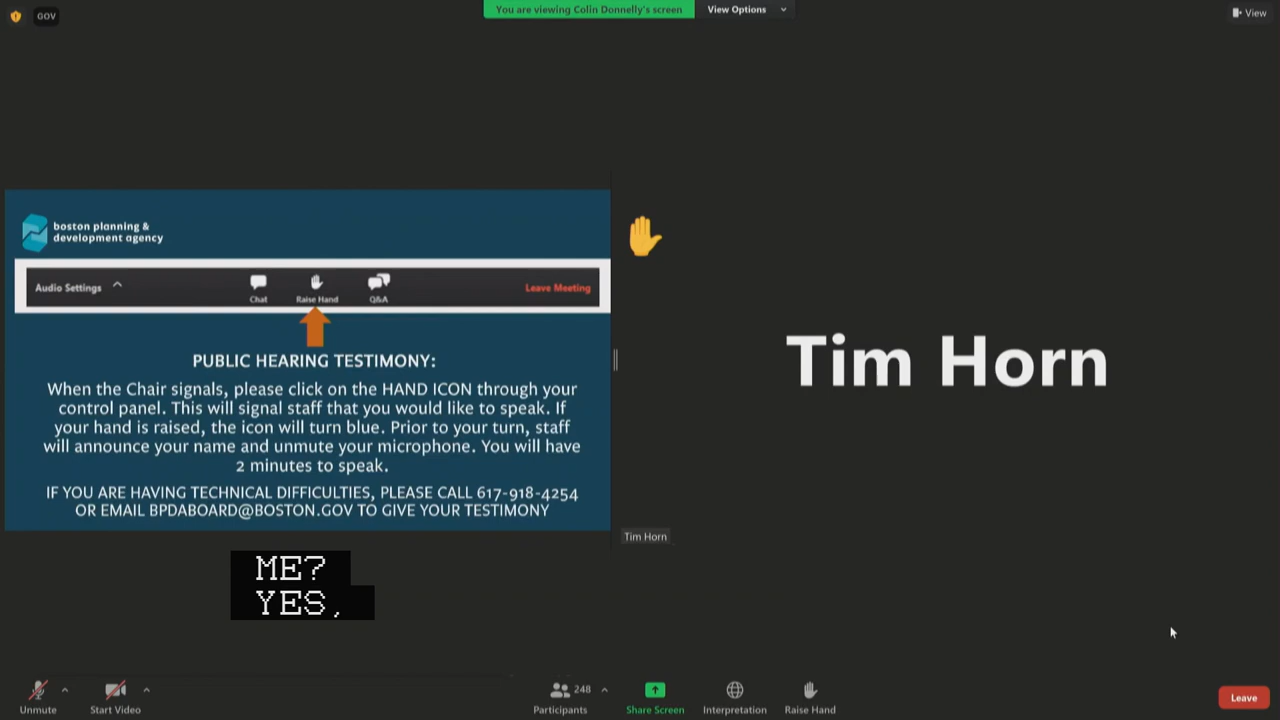 GOV
You are viewing Colin Donnelly's screen
View Options
View
boston planning &
development agency
Audio Settings
Chat
Raise Hand
Q&A
Leave Meeting
PUBLIC HEARING TESTIMONY:
When the Chair signals, please click on the HAND ICON through your
control panel. This will signal staff that you would like to speak. If
your hand is raised, the icon will turn blue. Prior to your turn, staff
will announce your name and unmute your microphone. You will have
2 minutes to speak.
IF YOU ARE HAVING TECHNICAL DIFFICULTIES, PLEASE CALL 617-918-4254
OR EMAIL BPDABOARD@BOSTON.GOV TO GIVE YOUR TESTIMONY
Tim Horn
Tim Horn
ME?
YES,
Unmute
Start Video
248
Participants
Share Screen
Interpretation
Raise Hand
Leave